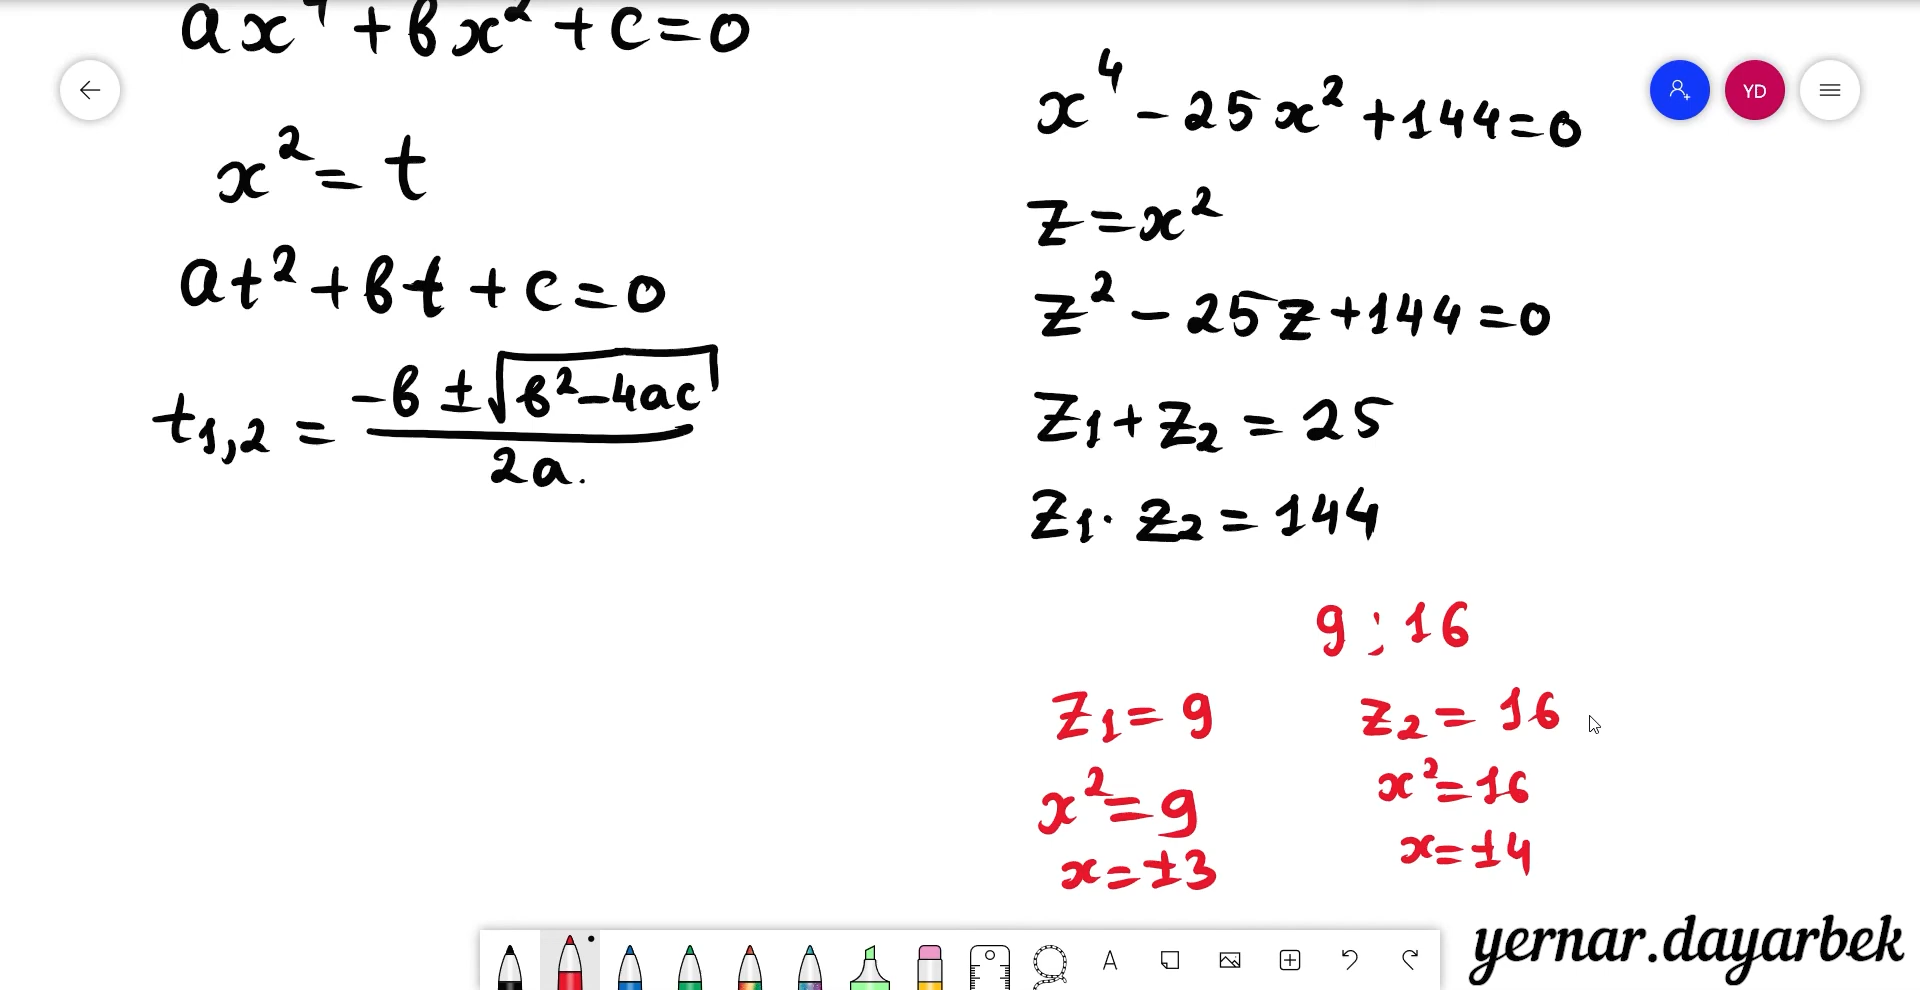 ax⁴+bx²+c=0
x²=t
at²+bt+c=0
t₁,₂ = (-b ± √(b²-4ac)) / 2a.
x⁴-25x²+144=0
z=x²
z²-25z+144=0
z₁+z₂=25
z₁·z₂=144
9;16
z₁=9
x²=9
x=±3
z₂=16
x²=16
x=±4
YD
A
yernar.dayarbek